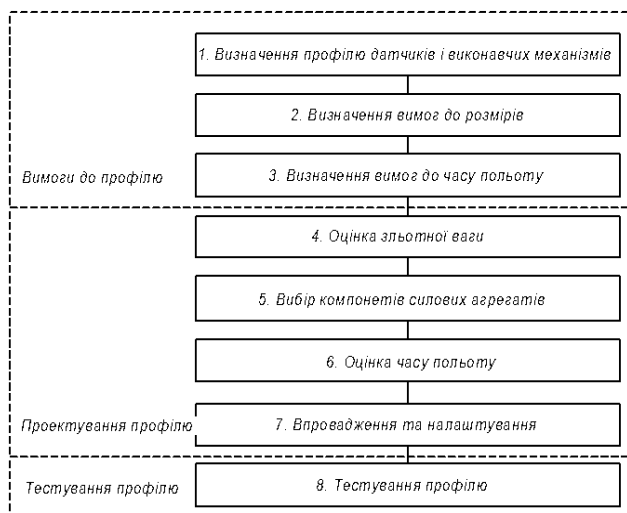 1. Визначення профілю датчиків і виконавчих механізмів
2. Визначення вимог до розмірів
3. Визначення вимог до часу польоту
Вимоги до профілю
4. Оцінка зльотної ваги
5. Вибір компонетів силових агрегатів
6. Оцінка часу польоту
7. Впровадження та налаштування
Проектування профілю
8. Тестування профілю
Тестування профілю